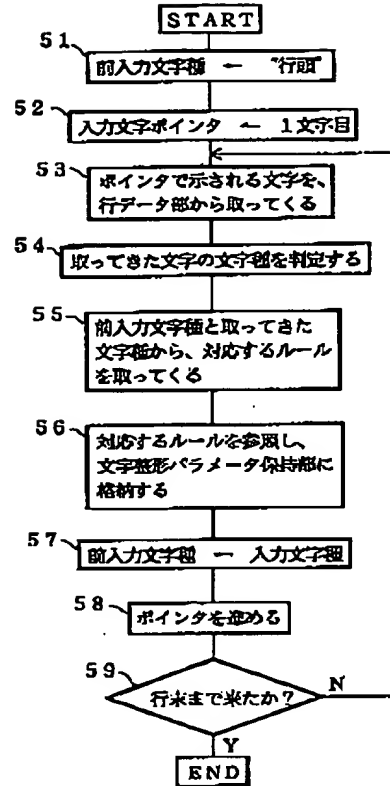 START
51
前入力文字種 ← "行頭"
52
入力文字ポインタ ← 1文字目
53
ポインタで示される文字を、
行データ部から取ってくる
54
取ってきた文字の文字種を判定する
55
前入力文字種と取ってきた
文字種から、対応するルール
を取ってくる
56
対応するルールを参照し、
文字整形パラメータ保持部に
格納する
57
前入力文字種 ー 入力文字種
58
ポインタを進める
59
行末まで来たか?
N
Y
END